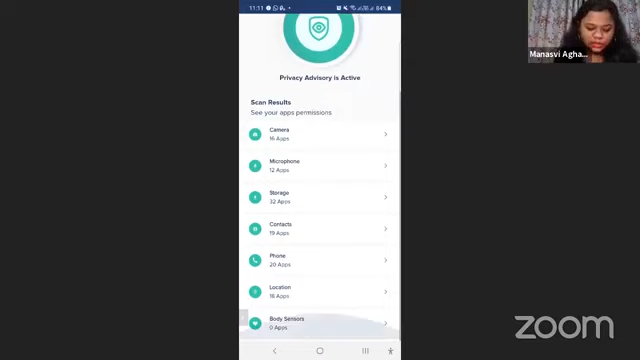 11:11
84%
Manasvi Agha...
Privacy Advisory is Active
Scan Results
See your apps permissions
Camera
16 Apps
Microphone
12 Apps
Storage
32 Apps
Contacts
19 Apps
Phone
20 Apps
Location
18 Apps
Body Sensors
0 Apps
zoom